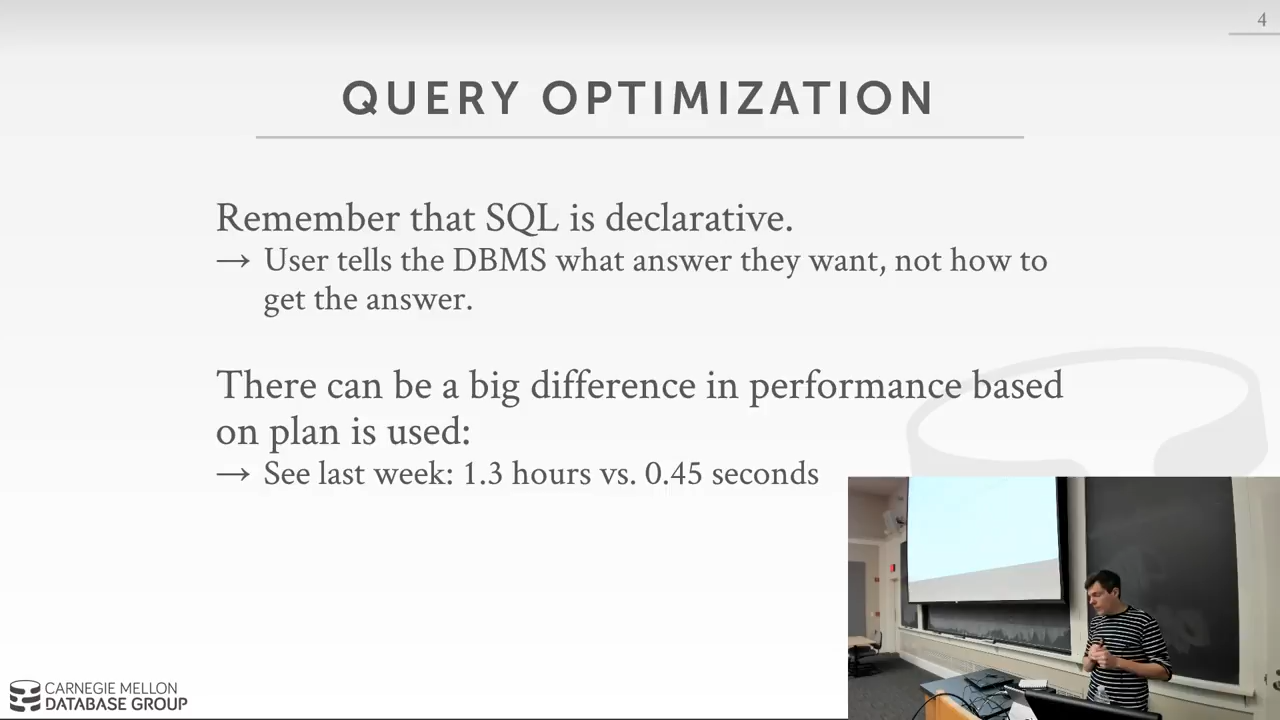 4
QUERY OPTIMIZATION
Remember that SQL is declarative.
→ User tells the DBMS what answer they want, not how to
get the answer.
There can be a big difference in performance based
on plan is used:
→ See last week: 1.3 hours vs. 0.45 seconds
CARNEGIE MELLON
DATABASE GROUP